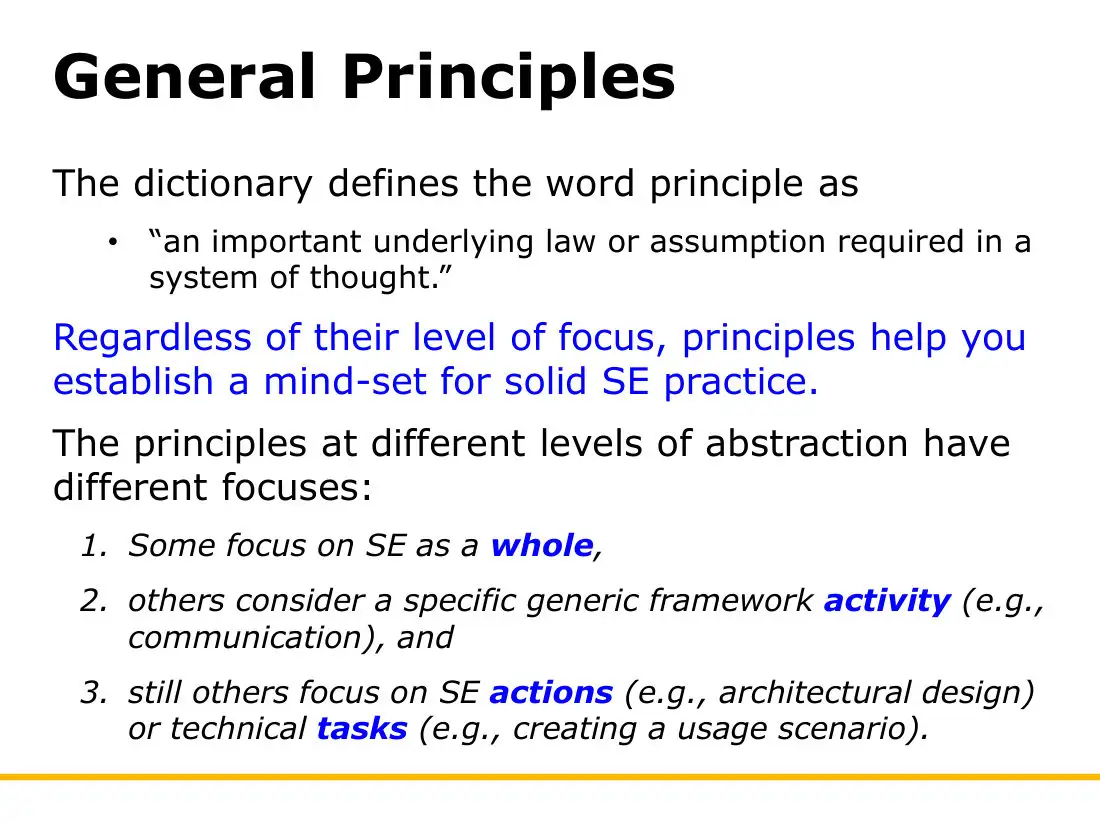 General Principles
The dictionary defines the word principle as
• “an important underlying law or assumption required in a
system of thought.”
Regardless of their level of focus, principles help you
establish a mind-set for solid SE practice.
The principles at different levels of abstraction have
different focuses:
1. Some focus on SE as a whole,
2. others consider a specific generic framework activity (e.g.,
communication), and
3. still others focus on SE actions (e.g., architectural design)
or technical tasks (e.g., creating a usage scenario).